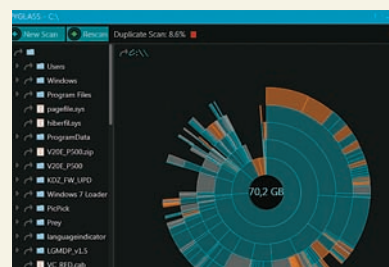 PYGLASS - C:\
New Scan
Rescan
Duplicate Scan: 8.6%
C:\
Users
Windows
Program Files
pagefile.sys
hiberfil.sys
ProgramData
V20E_P500.zip
V20E_P500
KDZ_FW_UPD
Windows 7 Loader
PicPick
Prey
languageindicator
LGMDP_v1.5
VC_RED.cab
70,2 GB